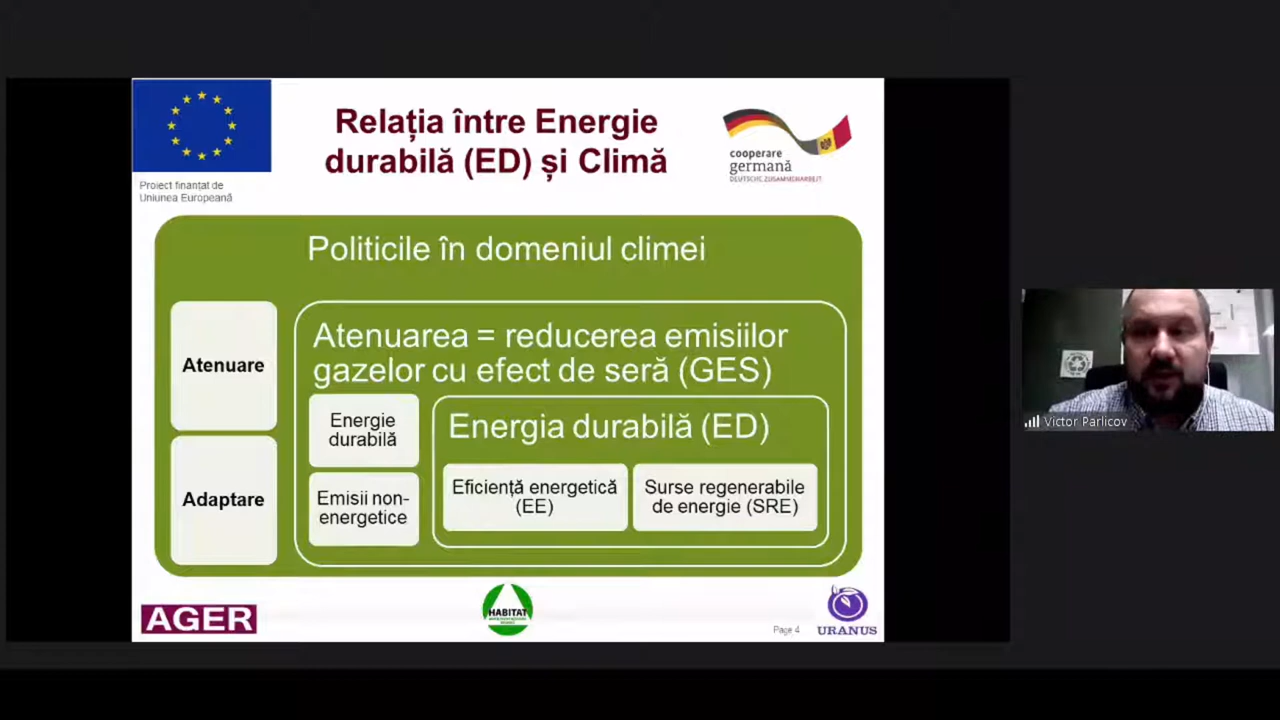 Relația între Energie
durabilă (ED) și Climă
Proiect finanțat de
Uniunea Europeană
cooperare
germană
DEUTSCHE ZUSAMMENARBEIT
Politicile în domeniul climei
Atenuare
Adaptare
Atenuarea = reducerea emisiilor
gazelor cu efect de seră (GES)
Energie
durabilă
Emisii non-
energetice
Energia durabilă (ED)
Eficiență energetică
(EE)
Surse regenerabile
de energie (SRE)
AGER
HABITAT
Page 4
URANUS
Victor Parlicov